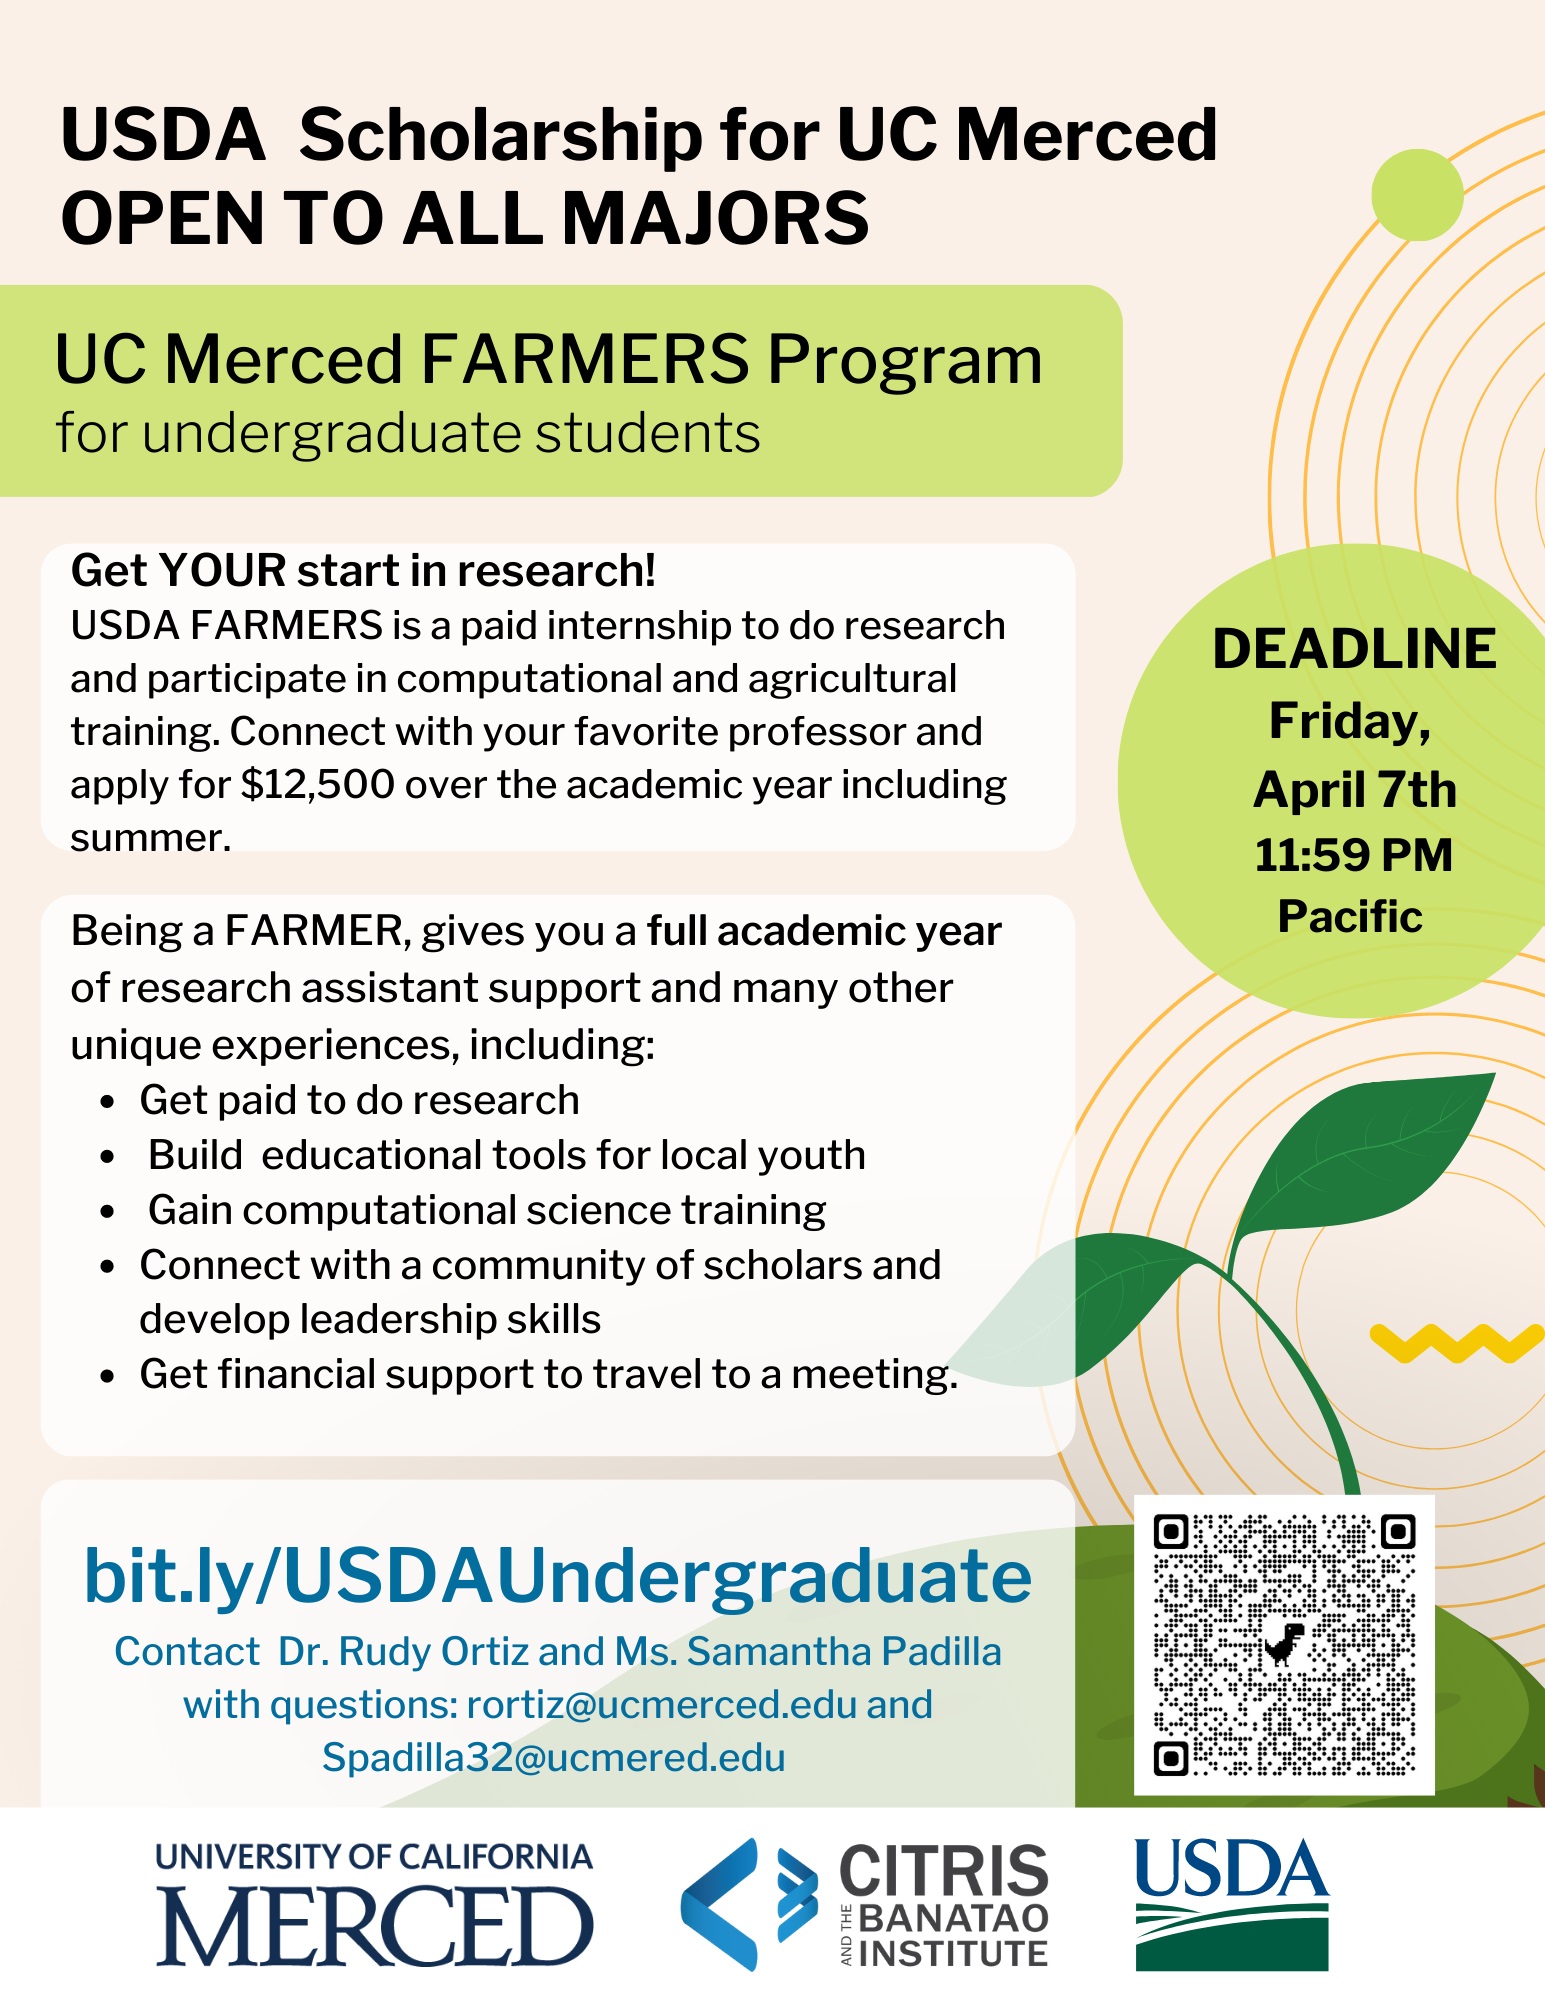 USDA Scholarship for UC Merced
OPEN TO ALL MAJORS
UC Merced FARMERS Program
for undergraduate students
Get YOUR start in research!
USDA FARMERS is a paid internship to do research
and participate in computational and agricultural
training. Connect with your favorite professor and
apply for $12,500 over the academic year including
summer.
DEADLINE
Friday,
April 7th
11:59 PM
Pacific
Being a FARMER, gives you a full academic year
of research assistant support and many other
unique experiences, including:
• Get paid to do research
• Build educational tools for local youth
• Gain computational science training
• Connect with a community of scholars and
develop leadership skills
• Get financial support to travel to a meeting.
bit.ly/USDAUndergraduate
Contact Dr. Rudy Ortiz and Ms. Samantha Padilla
with questions: rortiz@ucmerced.edu and
Spadilla32@ucmered.edu
UNIVERSITY OF CALIFORNIA
MERCED
CITRIS
AND THE
BANATAO
INSTITUTE
USDA